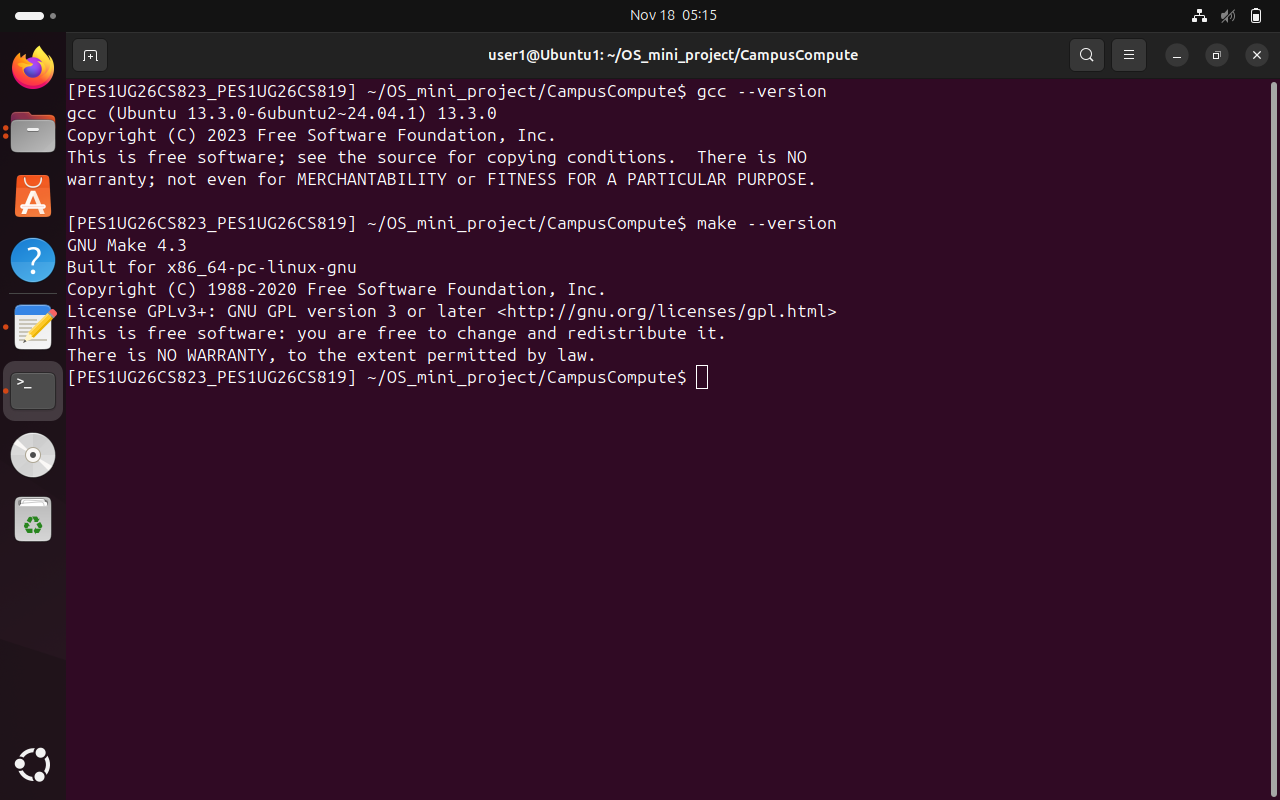 Nov 18 05:15
user1@Ubuntu1: ~/OS_mini_project/CampusCompute
[PES1UG26CS823_PES1UG26CS819] ~/OS_mini_project/CampusCompute$ gcc --version
gcc (Ubuntu 13.3.0-6ubuntu2~24.04.1) 13.3.0
Copyright (C) 2023 Free Software Foundation, Inc.
This is free software; see the source for copying conditions.  There is NO
warranty; not even for MERCHANTABILITY or FITNESS FOR A PARTICULAR PURPOSE.
[PES1UG26CS823_PES1UG26CS819] ~/OS_mini_project/CampusCompute$ make --version
GNU Make 4.3
Built for x86_64-pc-linux-gnu
Copyright (C) 1988-2020 Free Software Foundation, Inc.
License GPLv3+: GNU GPL version 3 or later <http://gnu.org/licenses/gpl.html>
This is free software: you are free to change and redistribute it.
There is NO WARRANTY, to the extent permitted by law.
[PES1UG26CS823_PES1UG26CS819] ~/OS_mini_project/CampusCompute$